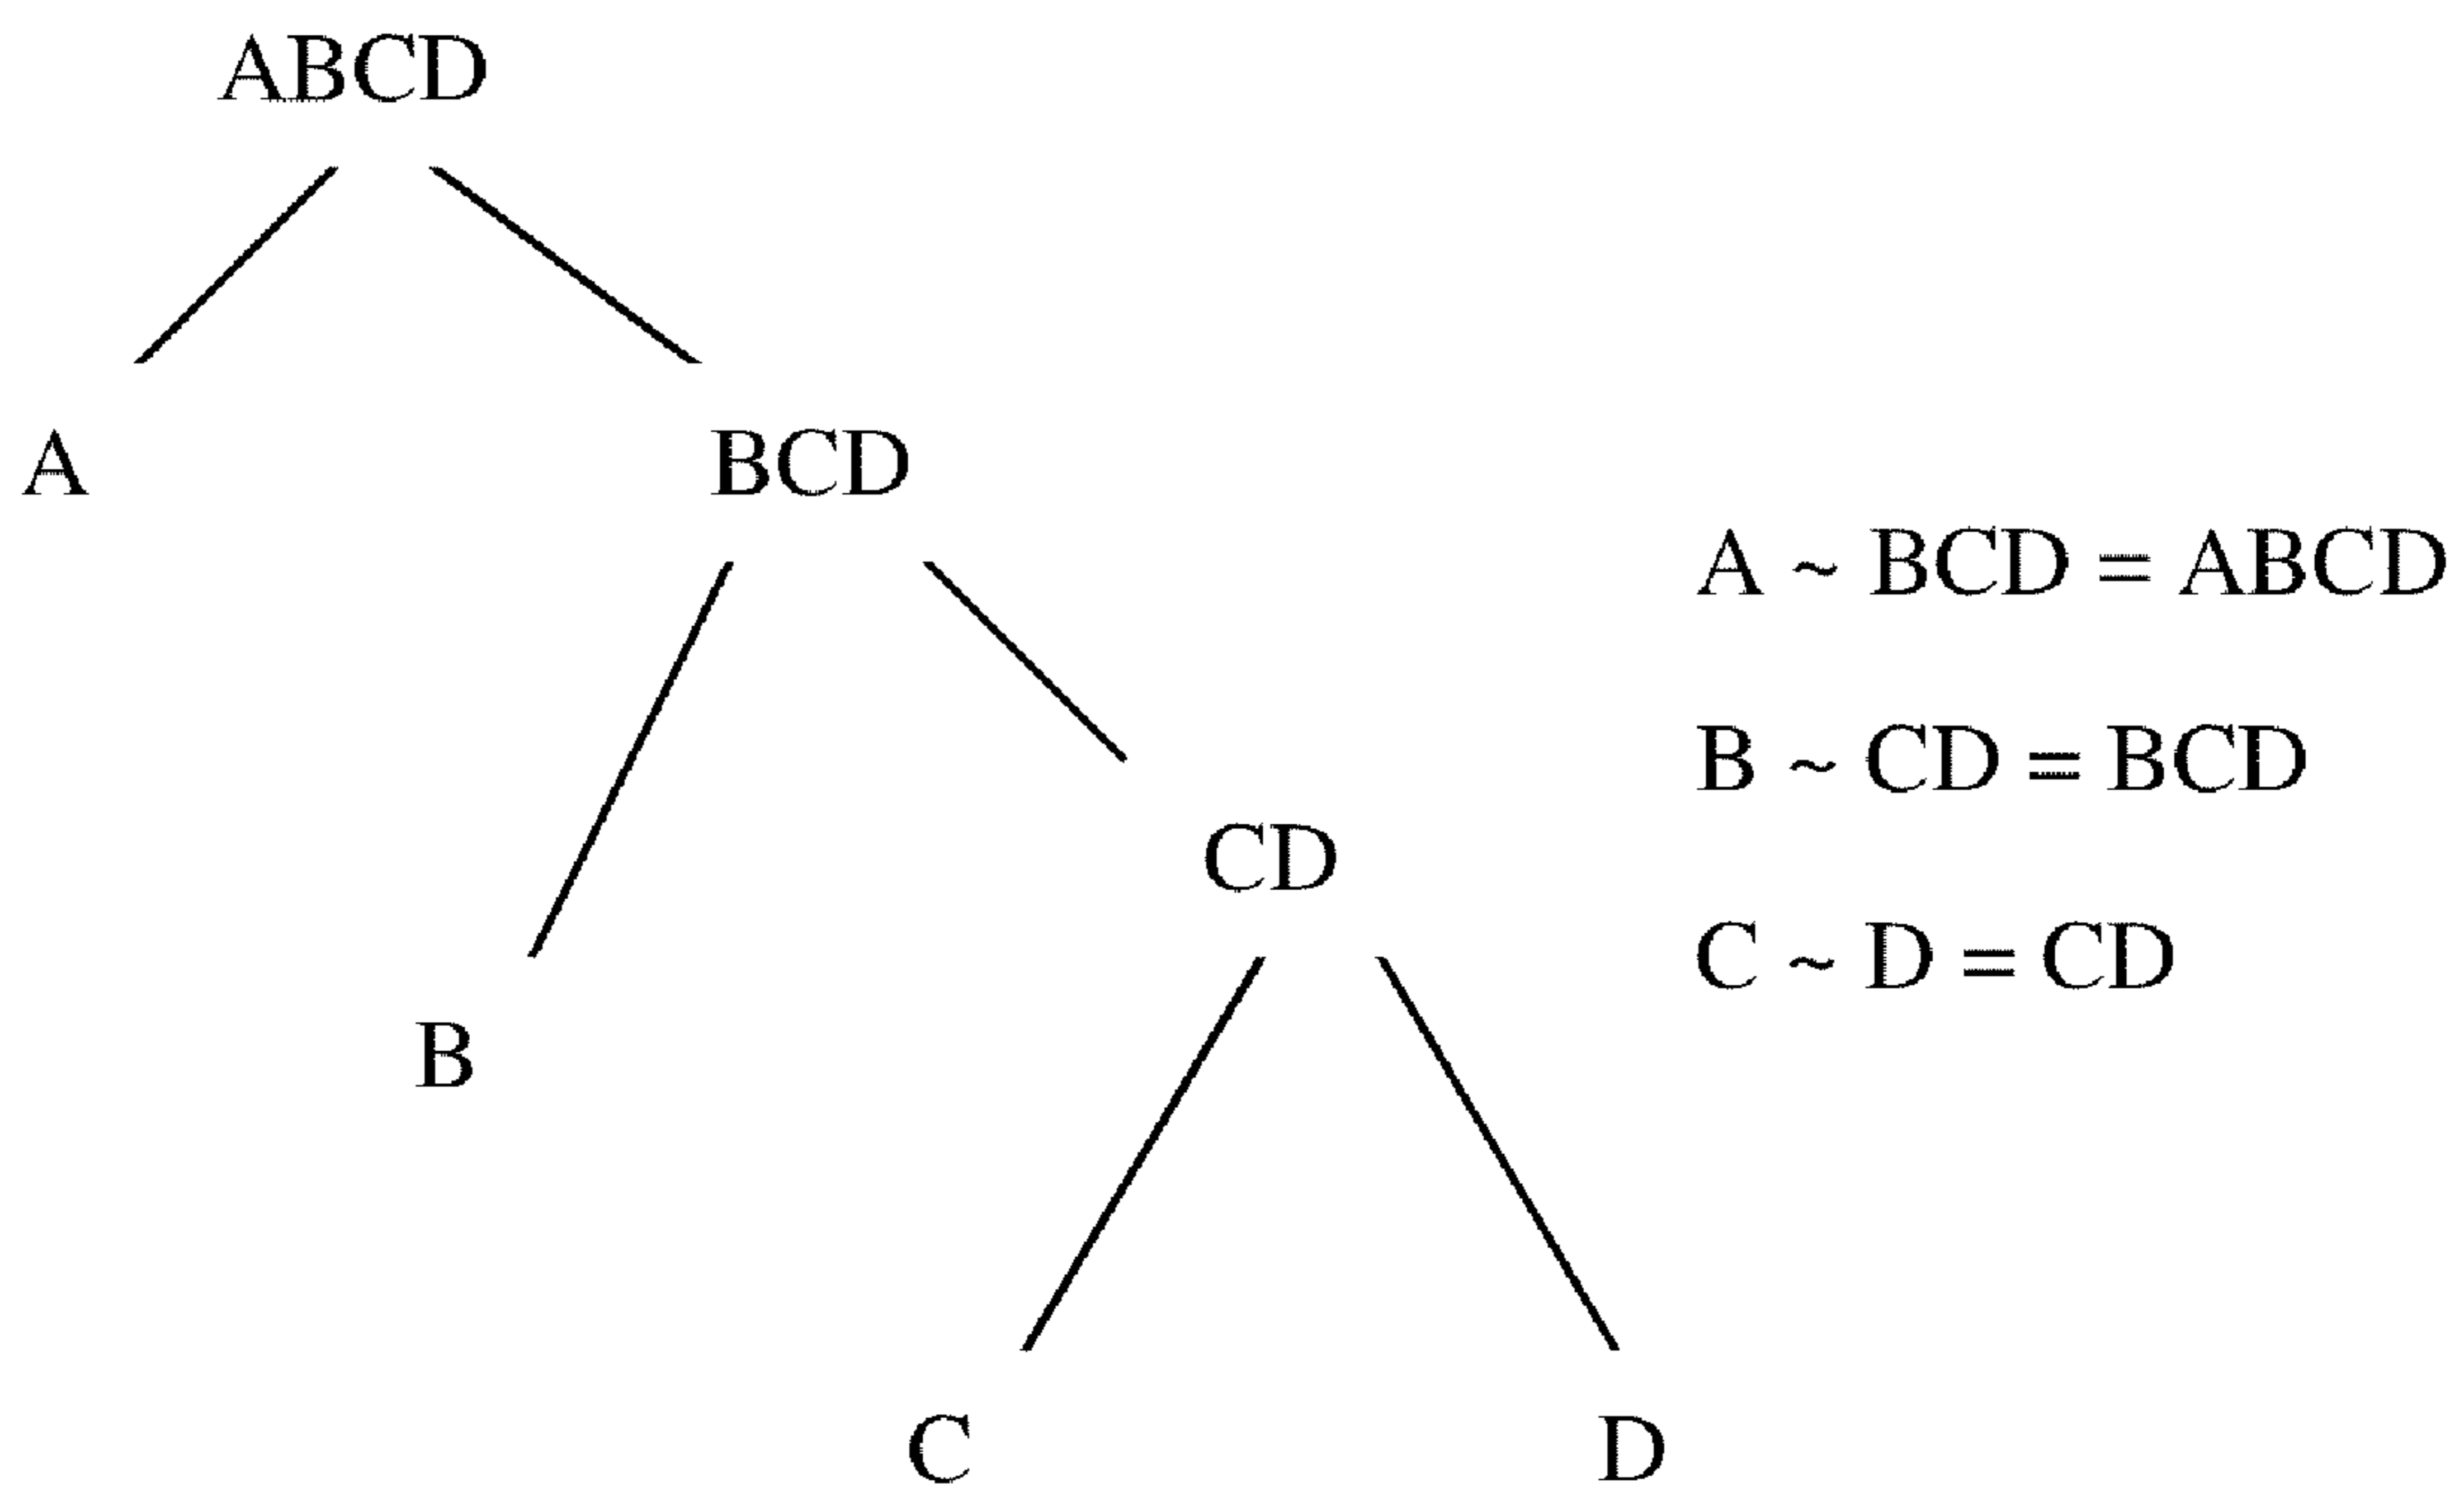 ABCD
A
BCD
A ~ BCD = ABCD
B ~ CD = BCD
CD
C ~ D = CD
B
C
D